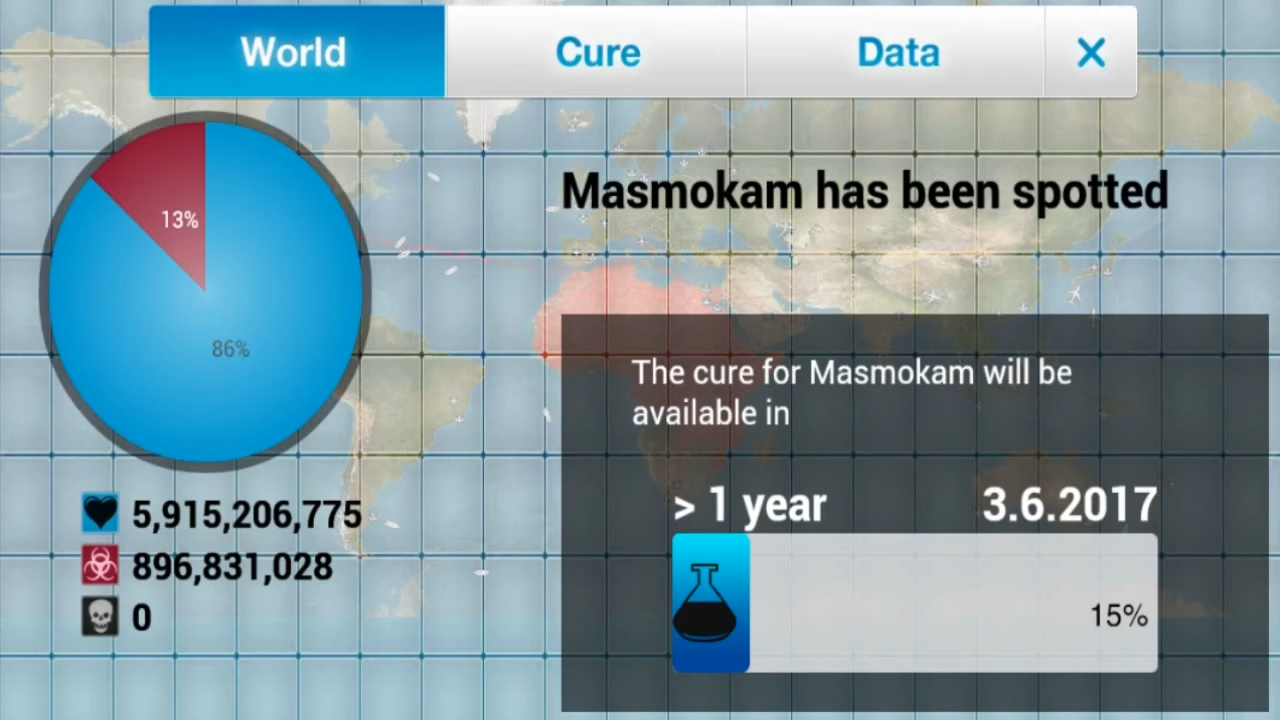 World
Cure
Data
X
13%
86%
5,915,206,775
896,831,028
0
Masmokam has been spotted
The cure for Masmokam will be
available in
> 1 year
3.6.2017
15%